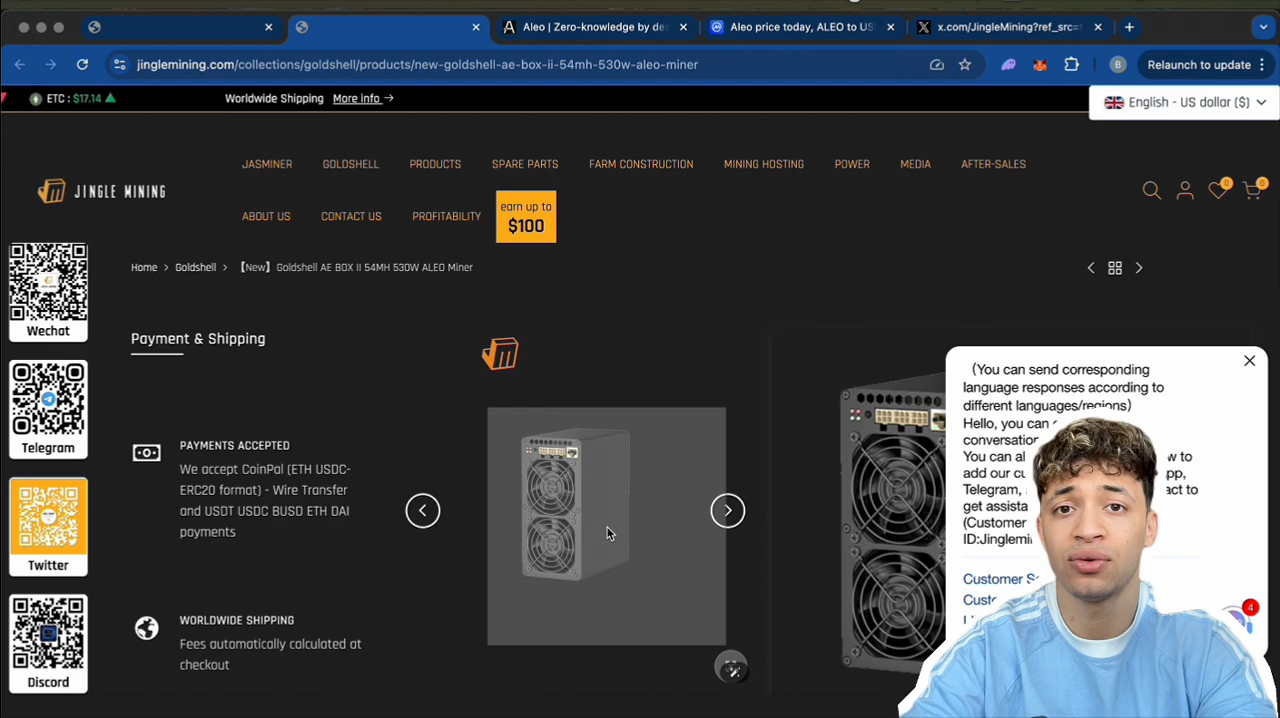 Aleo | Zero-knowledge by de
Aleo price today, ALEO to US
x.com/JingleMining?ref_src=
jinglemining.com/collections/goldshell/products/new-goldshell-ae-box-ii-54mh-530w-aleo-miner
B
Relaunch to update
ETC : $17.14
Worldwide Shipping More info
English - US dollar ($)
JASMINER GOLDSHELL PRODUCTS SPARE PARTS FARM CONSTRUCTION MINING HOSTING POWER MEDIA AFTER-SALES
JINGLE MINING
0 0
ABOUT US CONTACT US PROFITABILITY
earn up to
$100
Home > Goldshell > 【New】Goldshell AE BOX II 54MH 530W ALEO Miner
Wechat
Telegram
Twitter
Discord
Payment & Shipping
PAYMENTS ACCEPTED
We accept CoinPal (ETH USDC-
ERC20 format) - Wire Transfer
and USDT USDC BUSD ETH DAI
payments
WORLDWIDE SHIPPING
Fees automatically calculated at
checkout
（You can send corresponding
language responses according to
different languages/regions）
Hello, you can
conversatio
You can al w to
add our cu pp,
Telegram, act to
get assista
(Customer
ID:Jinglemin
Customer Se
Custo
4